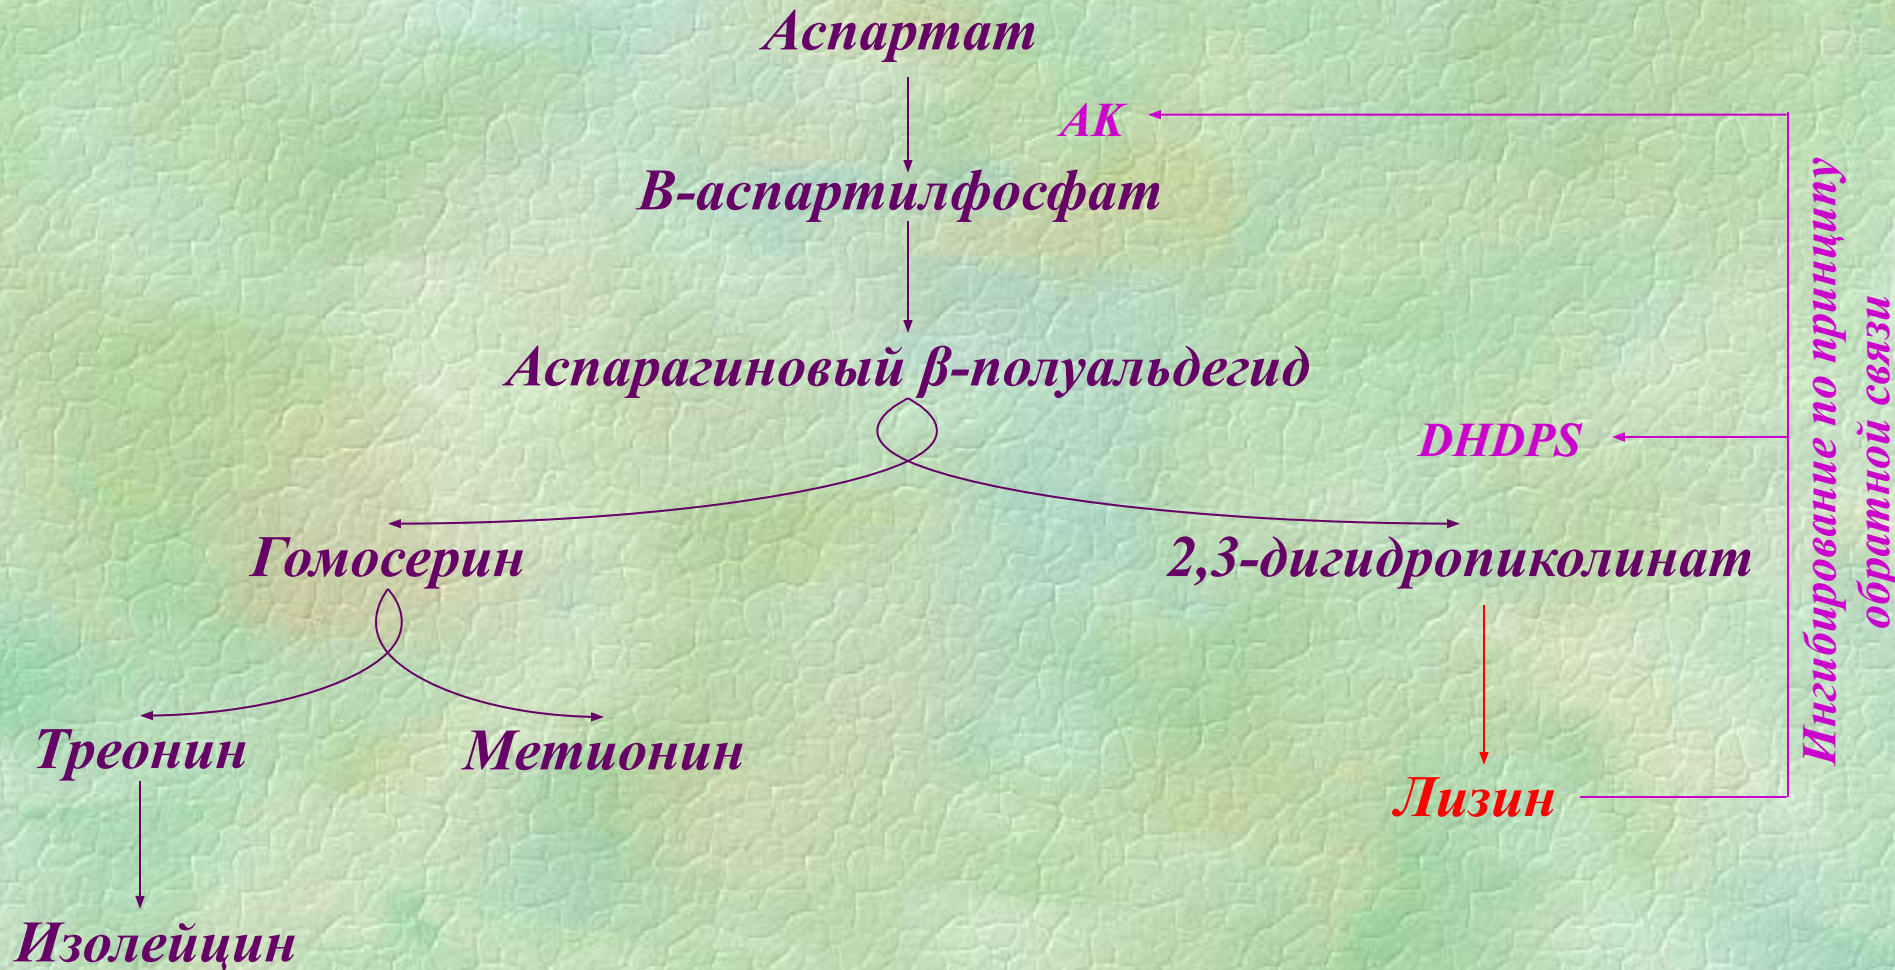 Аспартат
АК
В-аспартилфосфат
Аспарагиновый β-полуальдегид
DHDPS
Гомосерин
2,3-дигидропиколинат
Треонин
Метионин
Лизин
Изолейцин
Ингибирование по принципу
обратной связи